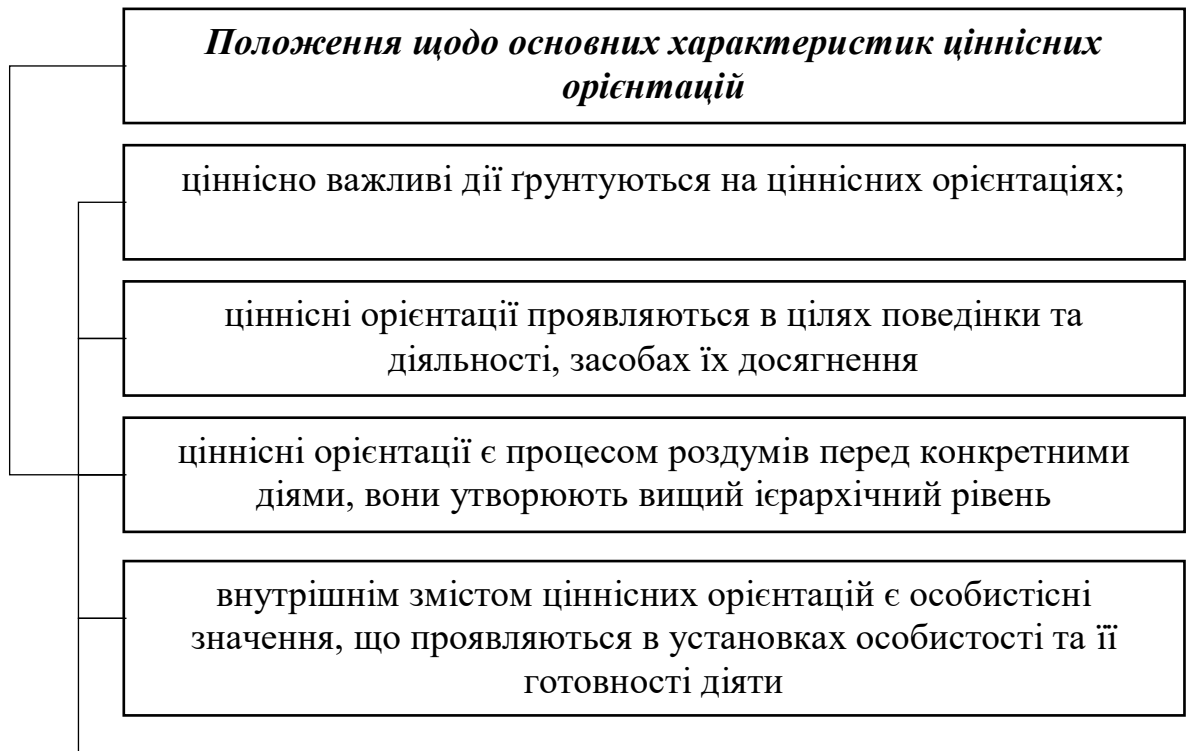 Положення щодо основних характеристик ціннісних
орієнтацій
ціннісно важливі дії ґрунтуються на ціннісних орієнтаціях;
ціннісні орієнтації проявляються в цілях поведінки та
діяльності, засобах їх досягнення
ціннісні орієнтації є процесом роздумів перед конкретними
діями, вони утворюють вищий ієрархічний рівень
внутрішнім змістом ціннісних орієнтацій є особистісні
значення, що проявляються в установках особистості та її
готовності діяти